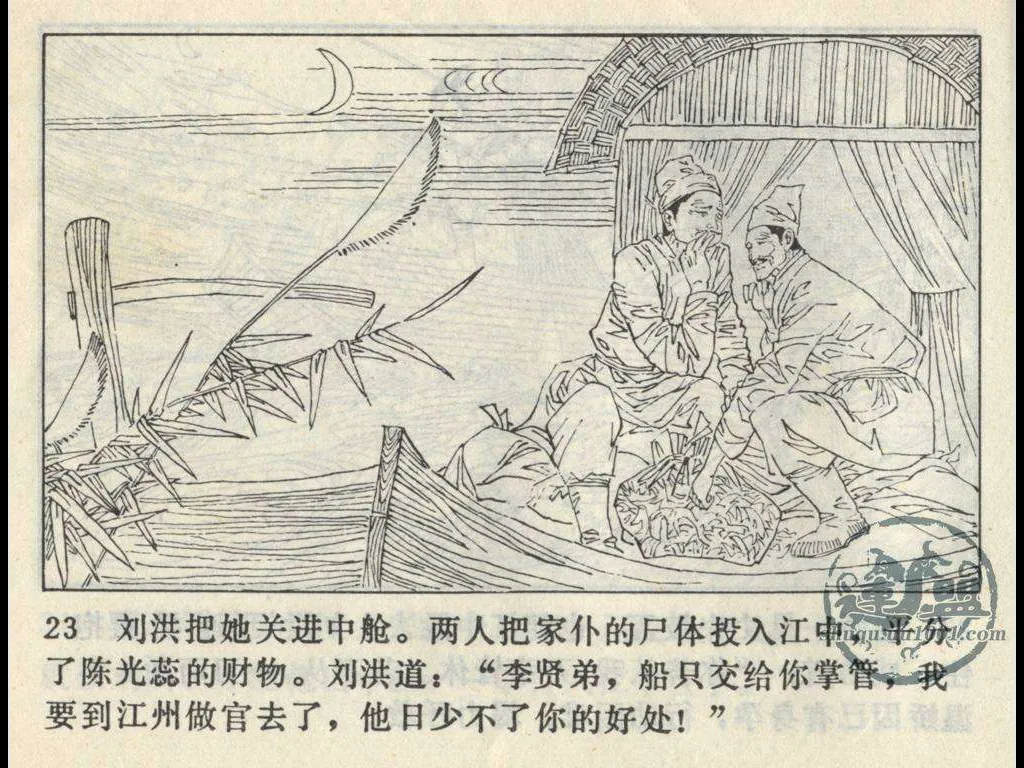 23 刘洪把她关进中舱。两人把家仆的尸体投入江中，平分
了陈光蕊的财物。刘洪道：“李贤弟，船只交给你掌管，我
要到江州做官去了，他日少不了你的好处！”
连盟